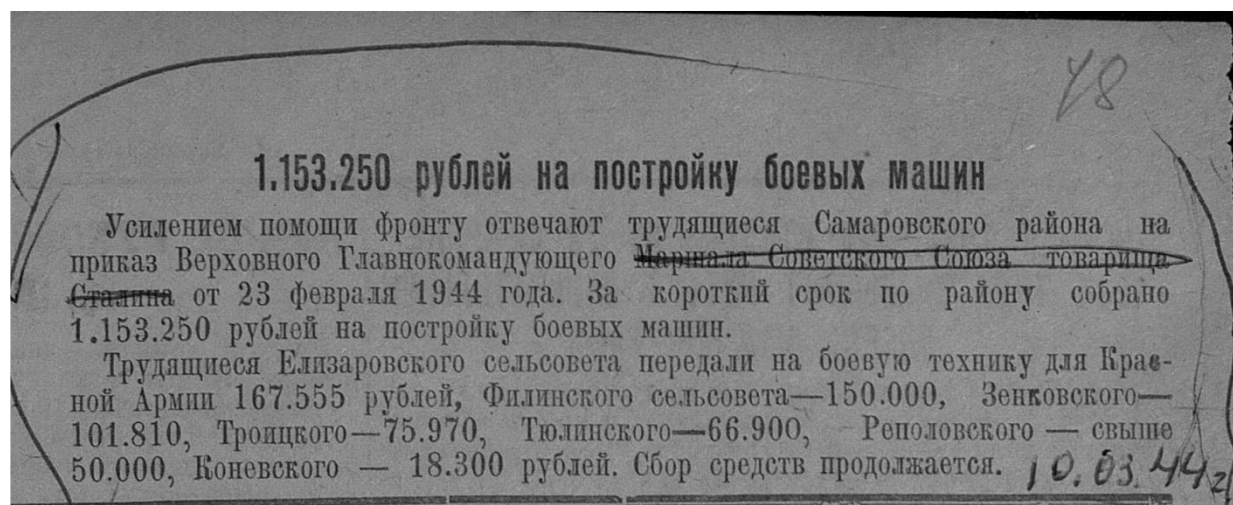 48
1.153.250 рублей на постройку боевых машин
Усилением помощи фронту отвечают трудящиеся Самаровского района на
приказ Верховного Главнокомандующего Маршала Советского Союза товарища
Сталина от 23 февраля 1944 года. За короткий срок по району собрано
1.153.250 рублей на постройку боевых машин.
Трудящиеся Елизаровского сельсовета передали на боевую технику для Крас-
ной Армии 167.555 рублей, Филинского сельсовета—150.000, Зенковского—
101.810, Троицкого—75.970, Тюлинского—66.900, Реполовского — свыше
50.000, Коневского — 18.300 рублей. Сбор средств продолжается. 10.03.44г